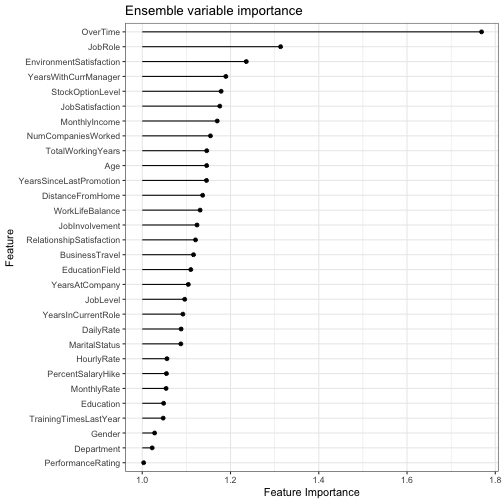 Ensemble variable importance
Feature
OverTime
JobRole
EnvironmentSatisfaction
YearsWithCurrManager
StockOptionLevel
JobSatisfaction
MonthlyIncome
NumCompaniesWorked
TotalWorkingYears
Age
YearsSinceLastPromotion
DistanceFromHome
WorkLifeBalance
JobInvolvement
RelationshipSatisfaction
BusinessTravel
EducationField
YearsAtCompany
JobLevel
YearsInCurrentRole
DailyRate
MaritalStatus
HourlyRate
PercentSalaryHike
MonthlyRate
Education
TrainingTimesLastYear
Gender
Department
PerformanceRating
1.0 1.2 1.4 1.6 1.8
Feature Importance